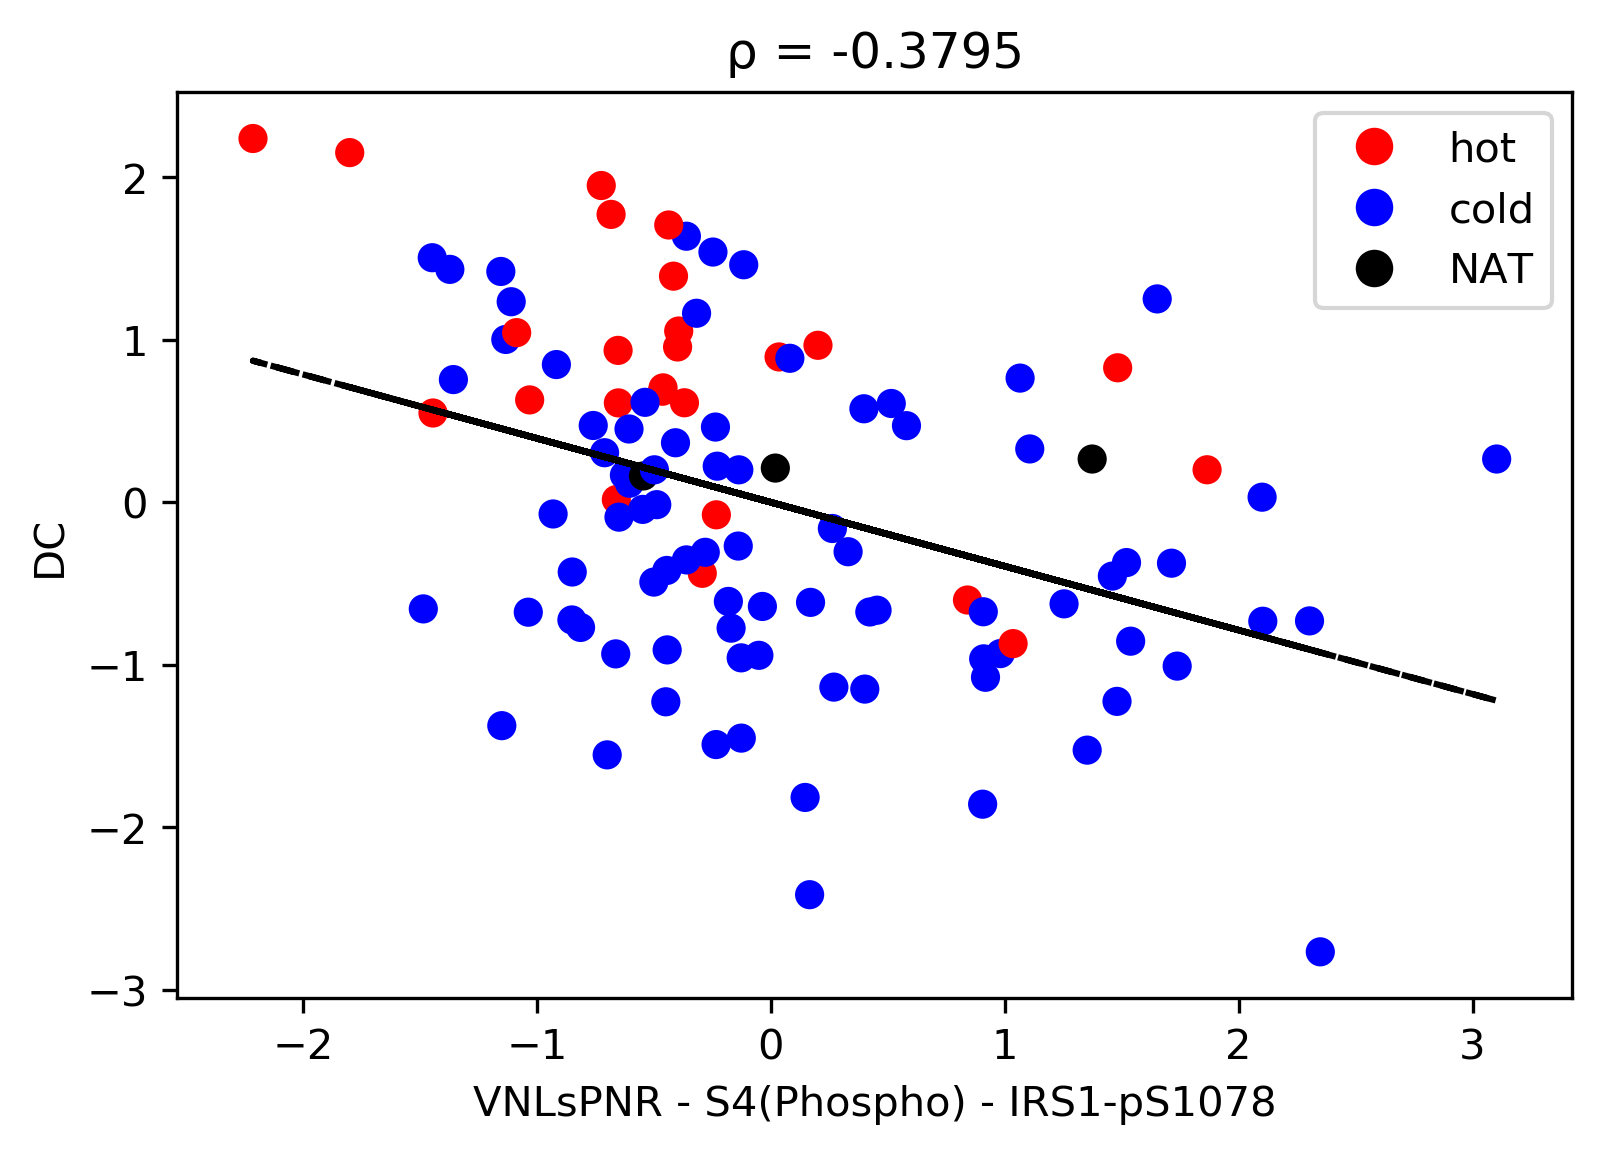 ρ = -0.3795
hot
cold
NAT
2
1
0
−1
−2
−3
DC
−2
−1
0
1
2
3
VNLsPNR - S4(Phospho) - IRS1-pS1078